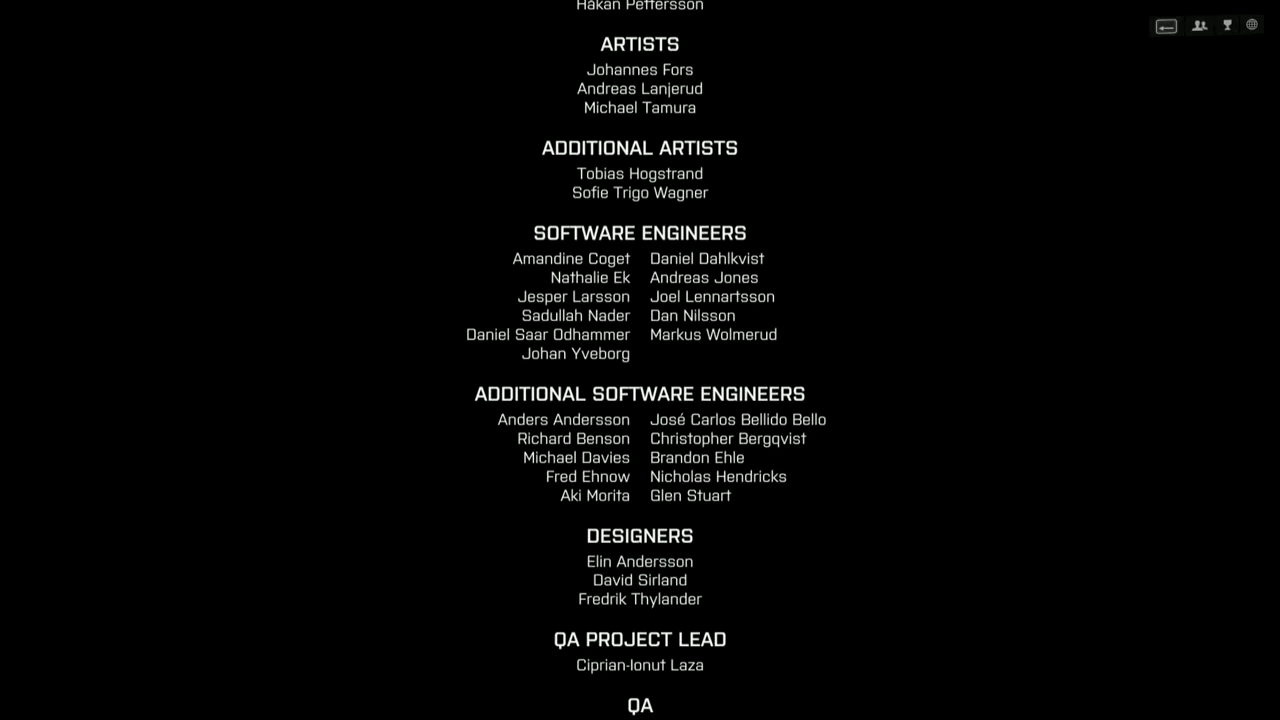 Håkan Pettersson
ARTISTS
Johannes Fors
Andreas Lanjerud
Michael Tamura
ADDITIONAL ARTISTS
Tobias Hogstrand
Sofie Trigo Wagner
SOFTWARE ENGINEERS
Amandine Coget Daniel Dahlkvist
Nathalie Ek Andreas Jones
Jesper Larsson Joel Lennartsson
Sadullah Nader Dan Nilsson
Daniel Saar Odhammer Markus Wolmerud
Johan Yveborg
ADDITIONAL SOFTWARE ENGINEERS
Anders Andersson José Carlos Bellido Bello
Richard Benson Christopher Bergqvist
Michael Davies Brandon Ehle
Fred Ehnow Nicholas Hendricks
Aki Morita Glen Stuart
DESIGNERS
Elin Andersson
David Sirland
Fredrik Thylander
QA PROJECT LEAD
Ciprian-Ionut Laza
QA